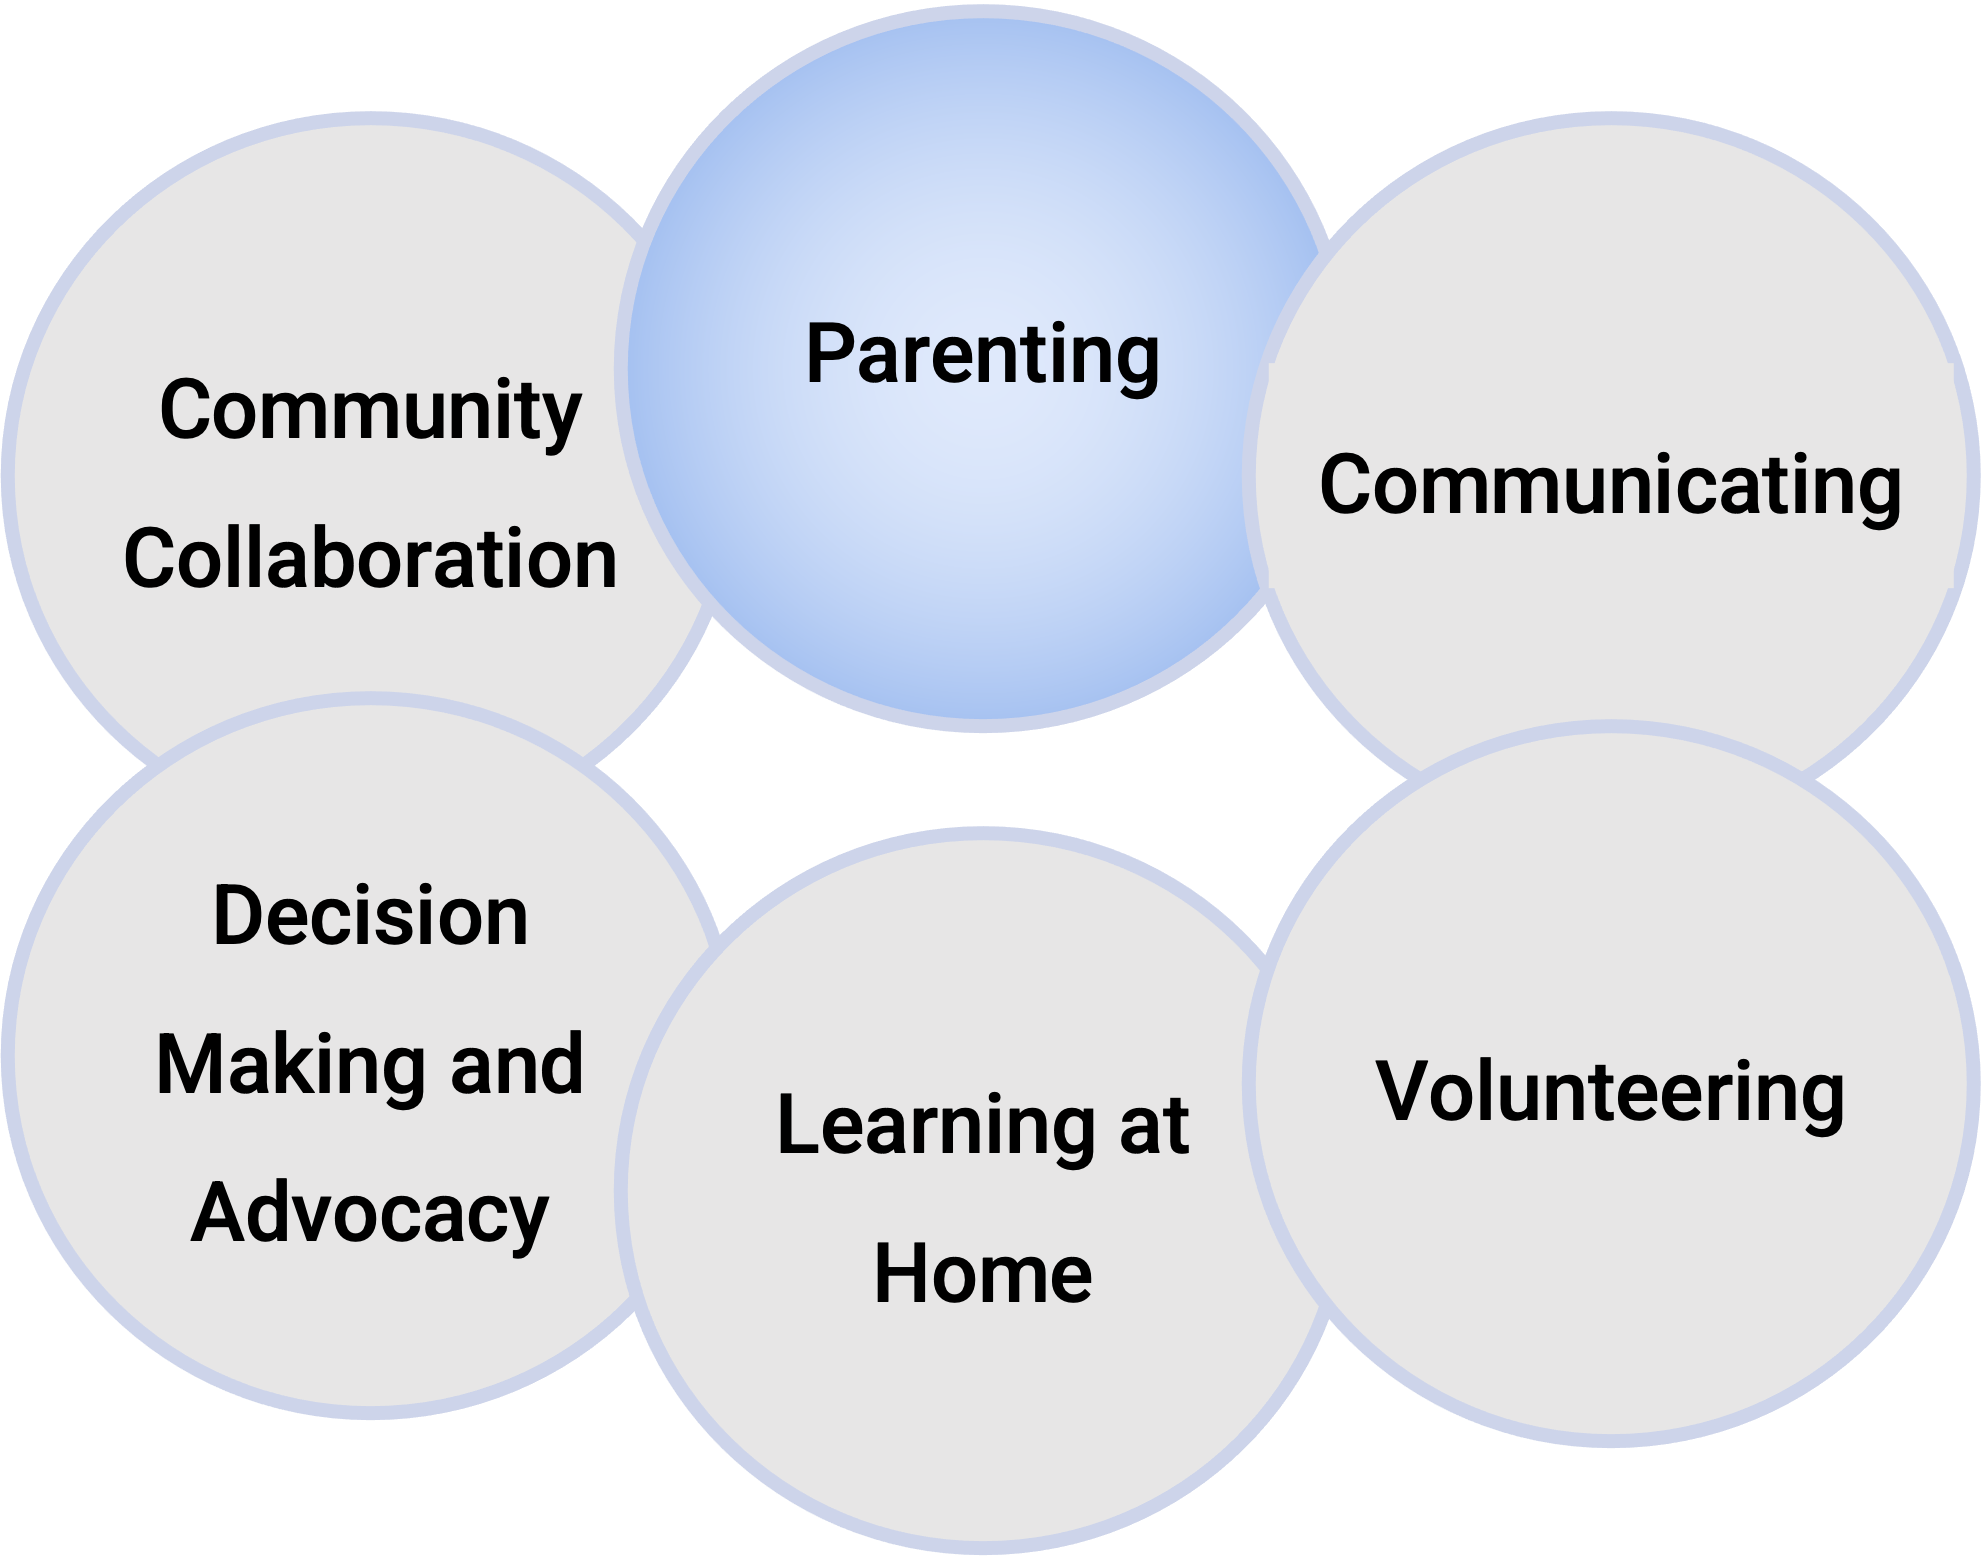 Parenting
Community
Collaboration
Communicating
Decision
Making and
Advocacy
Learning at
Home
Volunteering